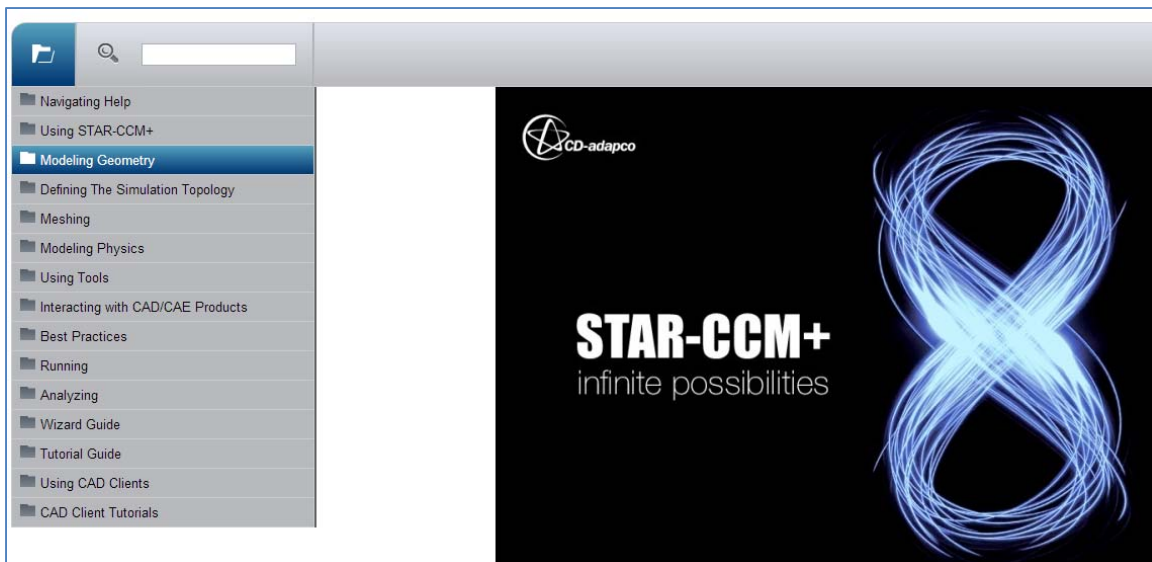 Navigating Help
Using STAR-CCM+
Modeling Geometry
Defining The Simulation Topology
Meshing
Modeling Physics
Using Tools
Interacting with CAD/CAE Products
Best Practices
Running
Analyzing
Wizard Guide
Tutorial Guide
Using CAD Clients
CAD Client Tutorials
CD-adapco
STAR-CCM+
infinite possibilities
8